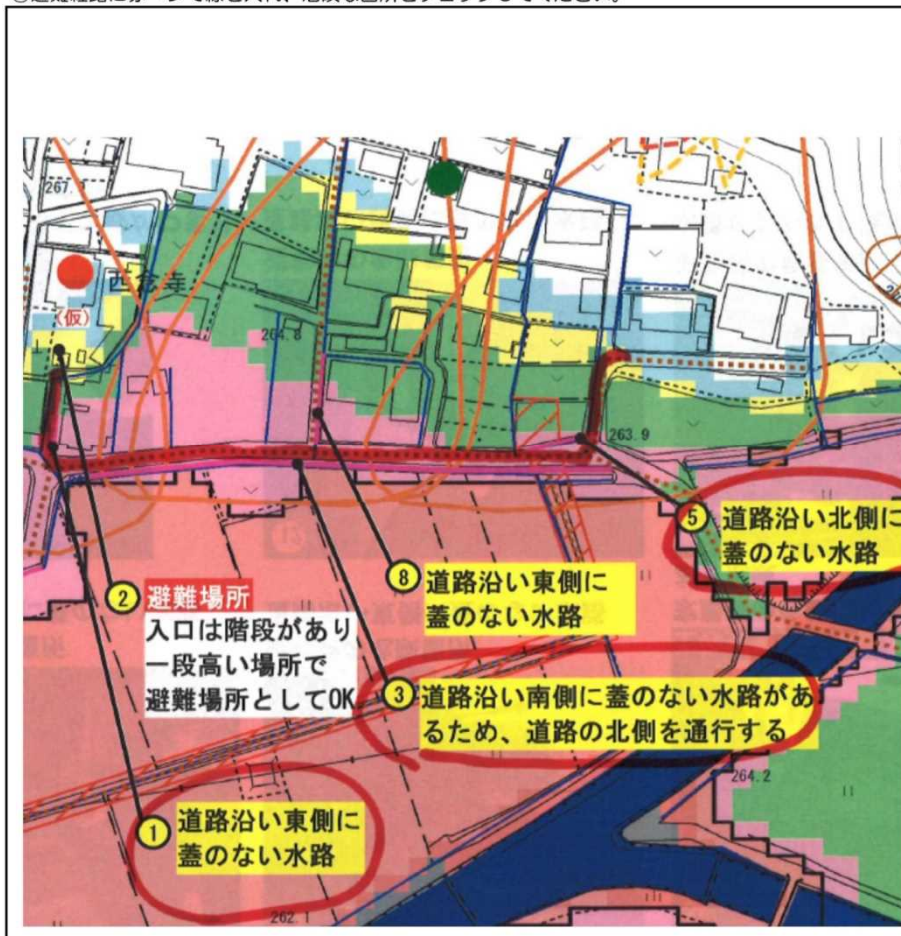 267.
西念寺
(仮)
264.8
263.9
⑤ 道路沿い北側に
蓋のない水路
② 避難場所
入口は階段があり
一段高い場所で
避難場所としてOK
⑧ 道路沿い東側に
蓋のない水路
③ 道路沿い南側に蓋のない水路があ
るため、道路の北側を通行する
264.2
① 道路沿い東側に
蓋のない水路
262.1